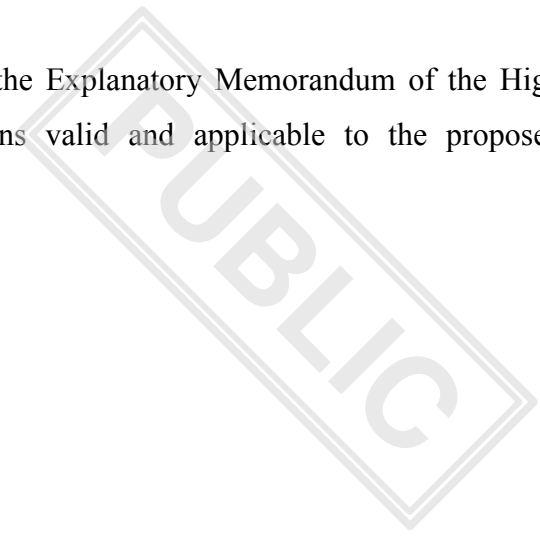 the Explanatory Memorandum of the Hig
ns valid and applicable to the propose
PUBLIC